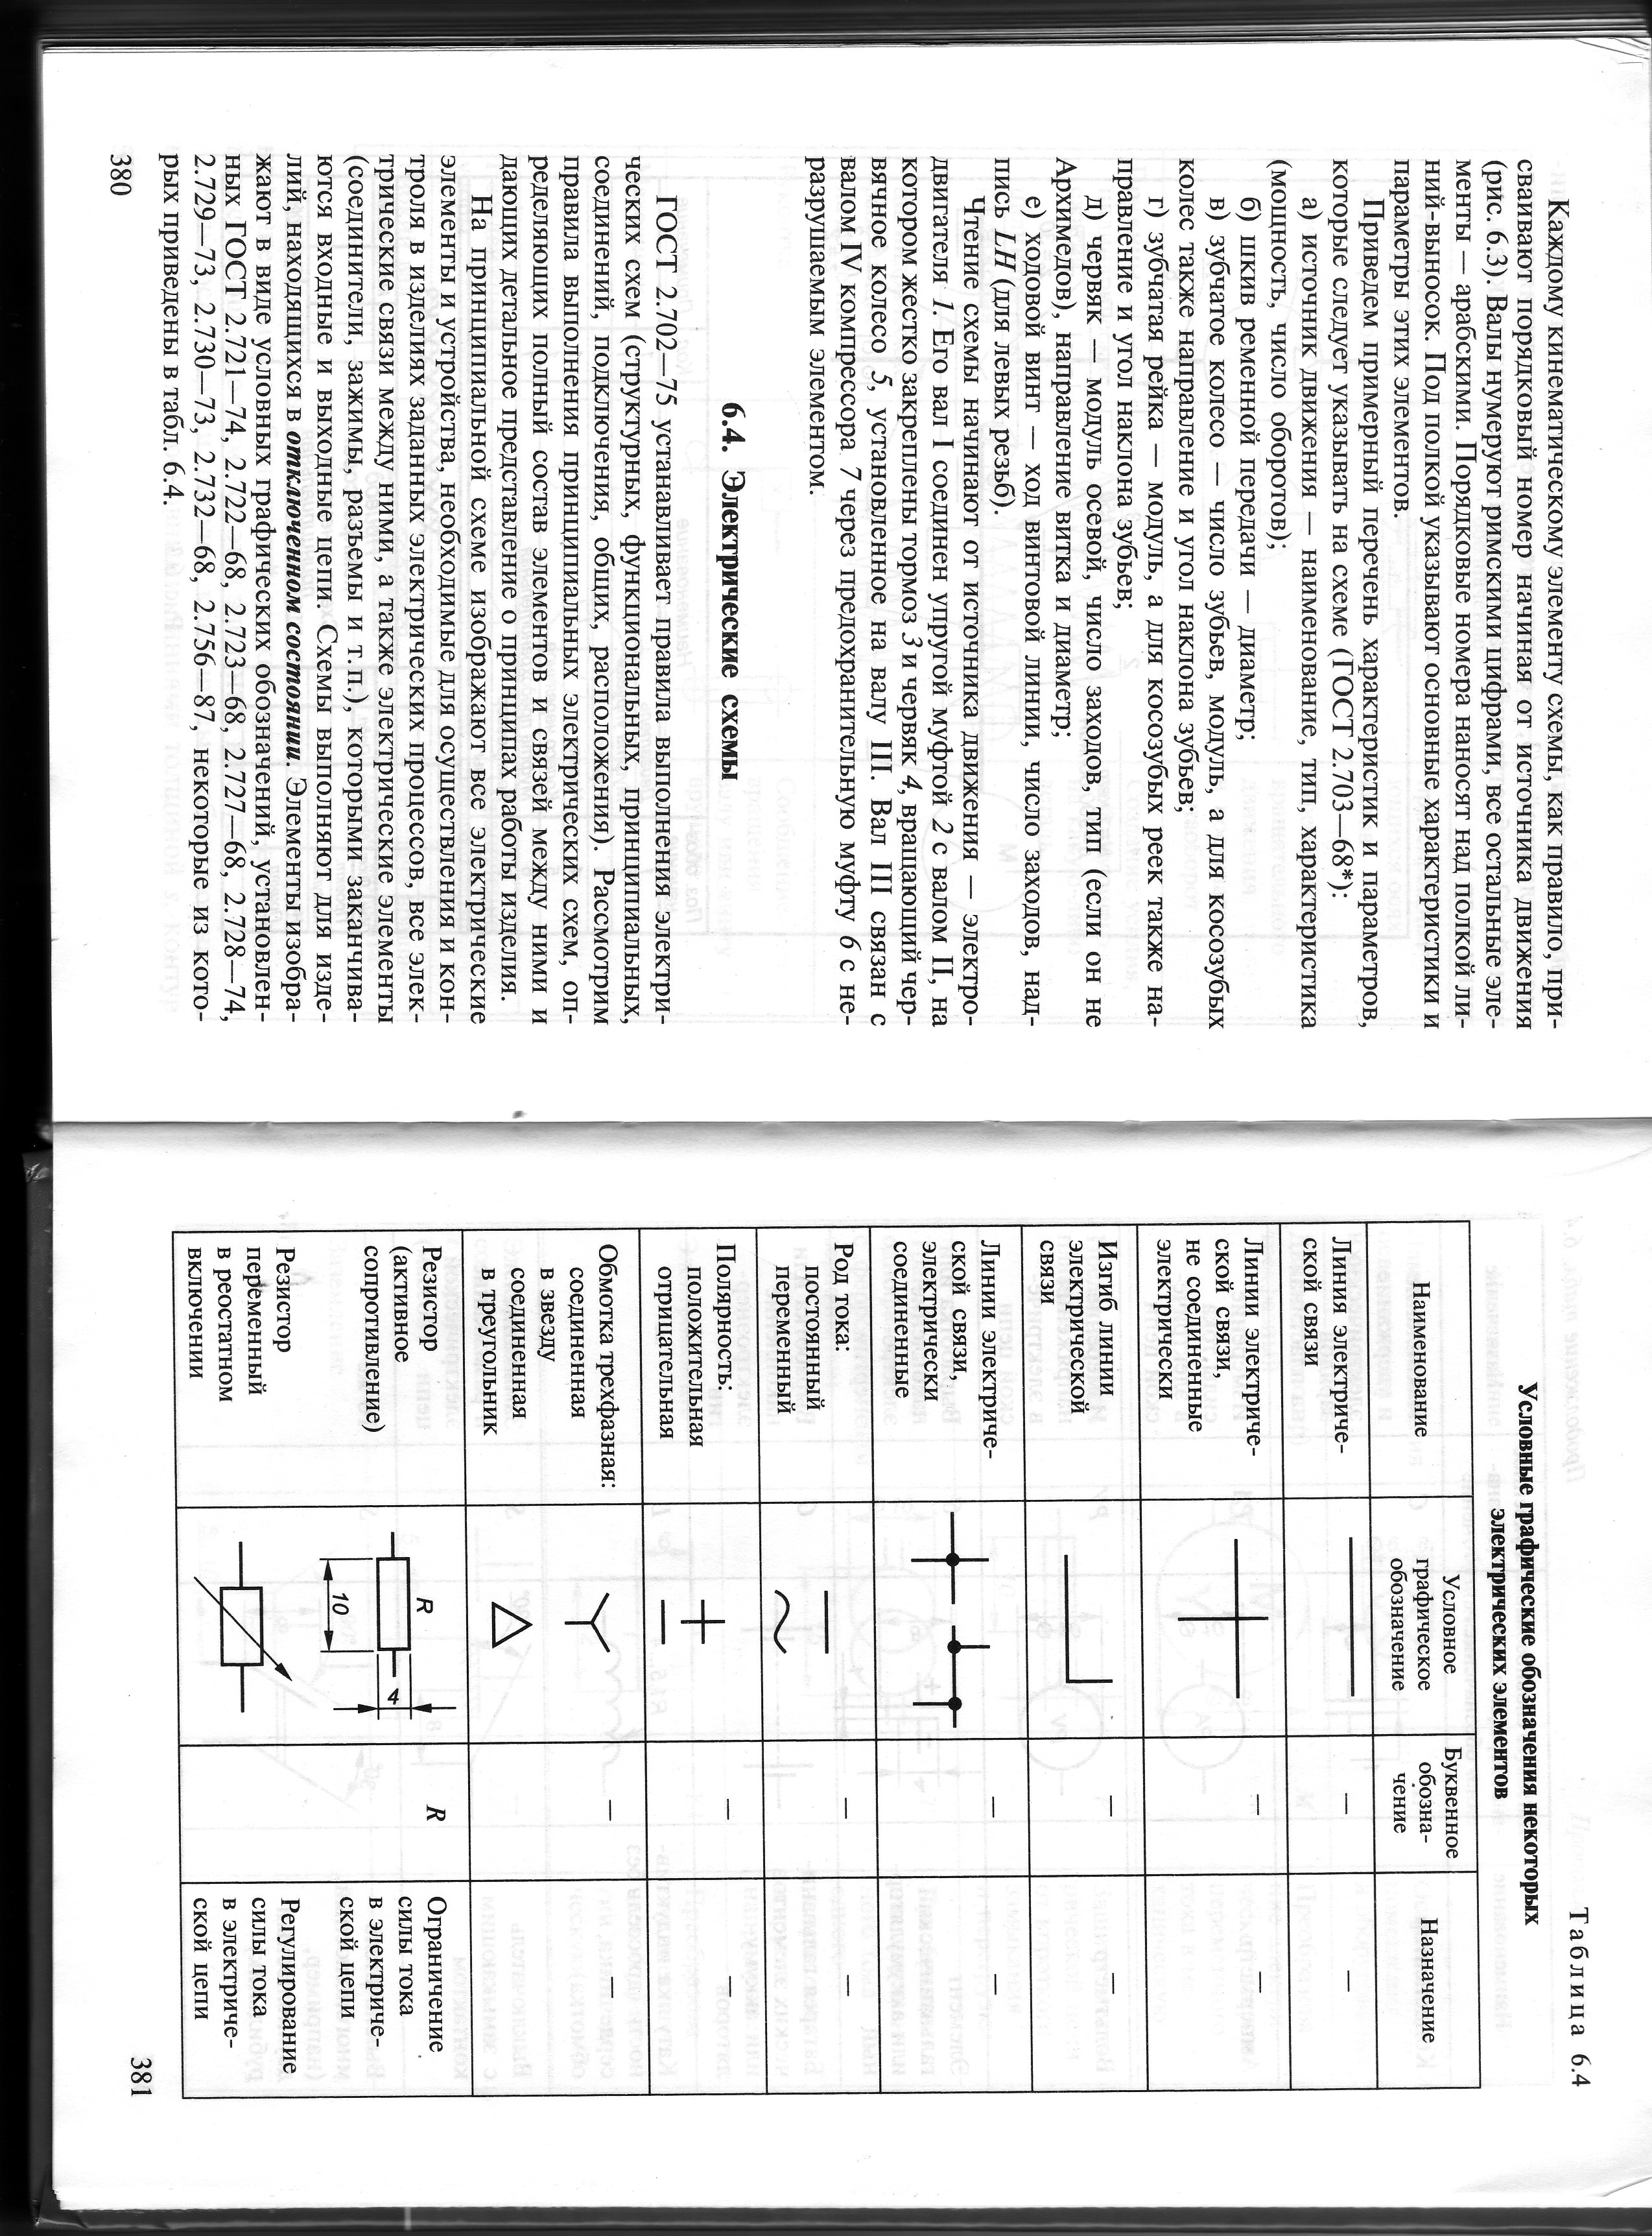 Каждому кинематическому элементу схемы, как правило, при-
сваивают порядковый номер начиная от источника движения
(рис. 6.3). Валы нумеруют римскими цифрами, все остальные эле-
менты — арабскими. Порядковые номера наносят над полкой ли-
ний-выносок. Под полкой указывают основные характеристики и
параметры этих элементов.
Приведем примерный перечень характеристик и параметров,
которые следует указывать на схеме (ГОСТ 2.703—68*):
а) источник движения — наименование, тип, характеристика
(мощность, число оборотов);
б) шкив ременной передачи — диаметр;
в) зубчатое колесо — число зубьев, модуль, а для косозубых
колес также направление и угол наклона зубьев;
г) зубчатая рейка — модуль, а для косозубых реек также на-
правление и угол наклона зубьев;
д) червяк — модуль осевой, число заходов, тип (если он не
Архимедов), направление витка и диаметр;
е) ходовой винт — ход винтовой линии, число заходов, над-
пись LH (для левых резьб).
Чтение схемы начинают от источника движения — электро-
двигателя 1. Его вал I соединен упругой муфтой 2 с валом II, на
котором жестко закреплены тормоз 3 и червяк 4, вращающий чер-
вячное колесо 5, установленное на валу III. Вал III связан с
валом IV компрессора 7 через предохранительную муфту 6 с не-
разрушаемым элементом.
6.4. Электрические схемы
ГОСТ 2.702—75 устанавливает правила выполнения электри-
ческих схем (структурных, функциональных, принципиальных,
соединений, подключения, общих, расположения). Рассмотрим
правила выполнения принципиальных электрических схем, оп-
ределяющих полный состав элементов и связей между ними и
дающих детальное представление о принципах работы изделия.
На принципиальной схеме изображают все электрические
элементы и устройства, необходимые для осуществления и кон-
троля в изделиях заданных электрических процессов, все элек-
трические связи между ними, а также электрические элементы
(соединители, зажимы, разъемы и т.п.), которыми заканчива-
ются входные и выходные цепи. Схемы выполняют для изде-
лий, находящихся в отключенном состоянии. Элементы изобра-
жают в виде условных графических обозначений, установлен-
ных ГОСТ 2.721—74, 2.722—68, 2.723—68, 2.727—68, 2.728—74,
2.729—73, 2.730—73, 2.732—68, 2.756—87, некоторые из кото-
рых приведены в табл. 6.4.
380
Таблица 6.4
Условные графические обозначения некоторых
электрических элементов
Наименование
Условное
графическое
обозначение
Буквенное
обозна-
чение
Назначение
Линия электриче-
ской связи
—
—
Линии электриче-
ской связи,
не соединенные
электрически
—
—
Изгиб линии
электрической
связи
—
—
Линии электриче-
ской связи,
электрически
соединенные
—
—
Род тока:
постоянный
переменный
—
—
Полярность:
положительная
отрицательная
—
—
Обмотка трехфазная:
соединенная
в звезду
соединенная
в треугольник
—
—
Резистор
(активное
сопротивление)
R
10
4
R
Ограничение
силы тока
в электриче-
ской цепи
Резистор
переменный
в реостатном
включении
Регулирование
силы тока
в электриче-
ской цепи
381